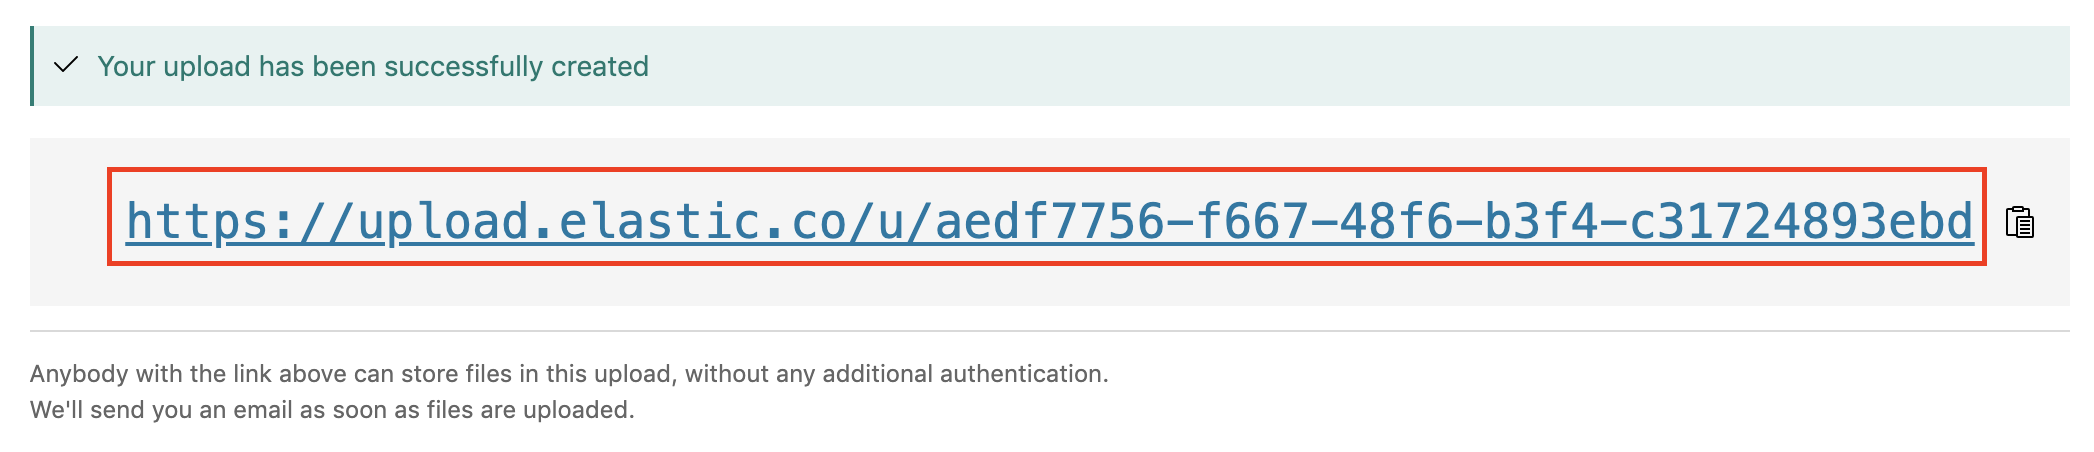 Your upload has been successfully created
https://upload.elastic.co/u/aedf7756-f667-48f6-b3f4-c31724893ebd
Anybody with the link above can store files in this upload, without any additional authentication.
We'll send you an email as soon as files are uploaded.